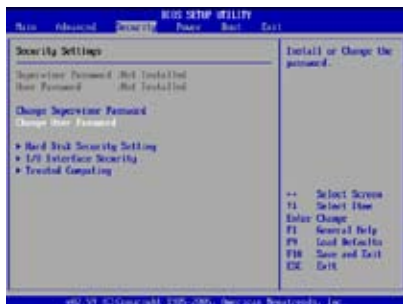 BIOS SETUP UTILITY
Main Advanced Security Power Boot Exit
Security Settings
Supervisor Password :Not Installed
User Password :Not Installed
Change Supervisor Password
Change User Password
▶ Hard Disk Security Setting
▶ I/O Interface Security
▶ Trusted Computing
Install or Change the
password.
↔ Select Screen
↑↓ Select Item
Enter Change
F1 General Help
F9 Load Defaults
F10 Save and Exit
ESC Exit
v02.59 (C)Copyright 1985-2005, American Megatrends, Inc.